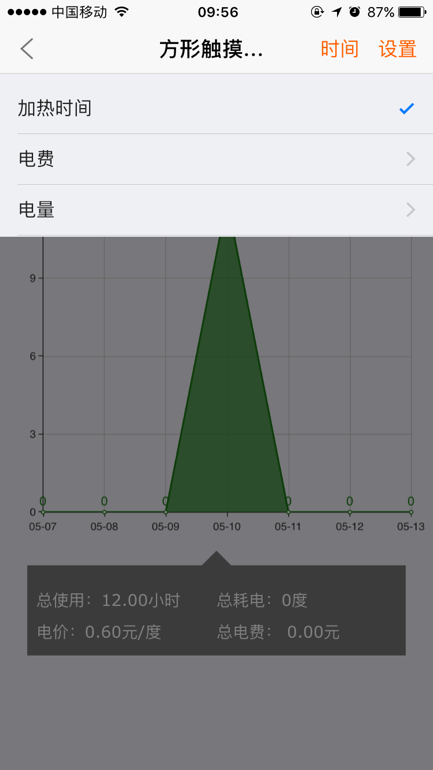 中国移动 09:56 87%
方形触摸... 时间 设置
加热时间
电费
电量
9
6
3
0
0 0 0 0 0 0
05-07 05-08 05-09 05-10 05-11 05-12 05-13
总使用：12.00小时 总耗电：0度
电价：0.60元/度 总电费： 0.00元